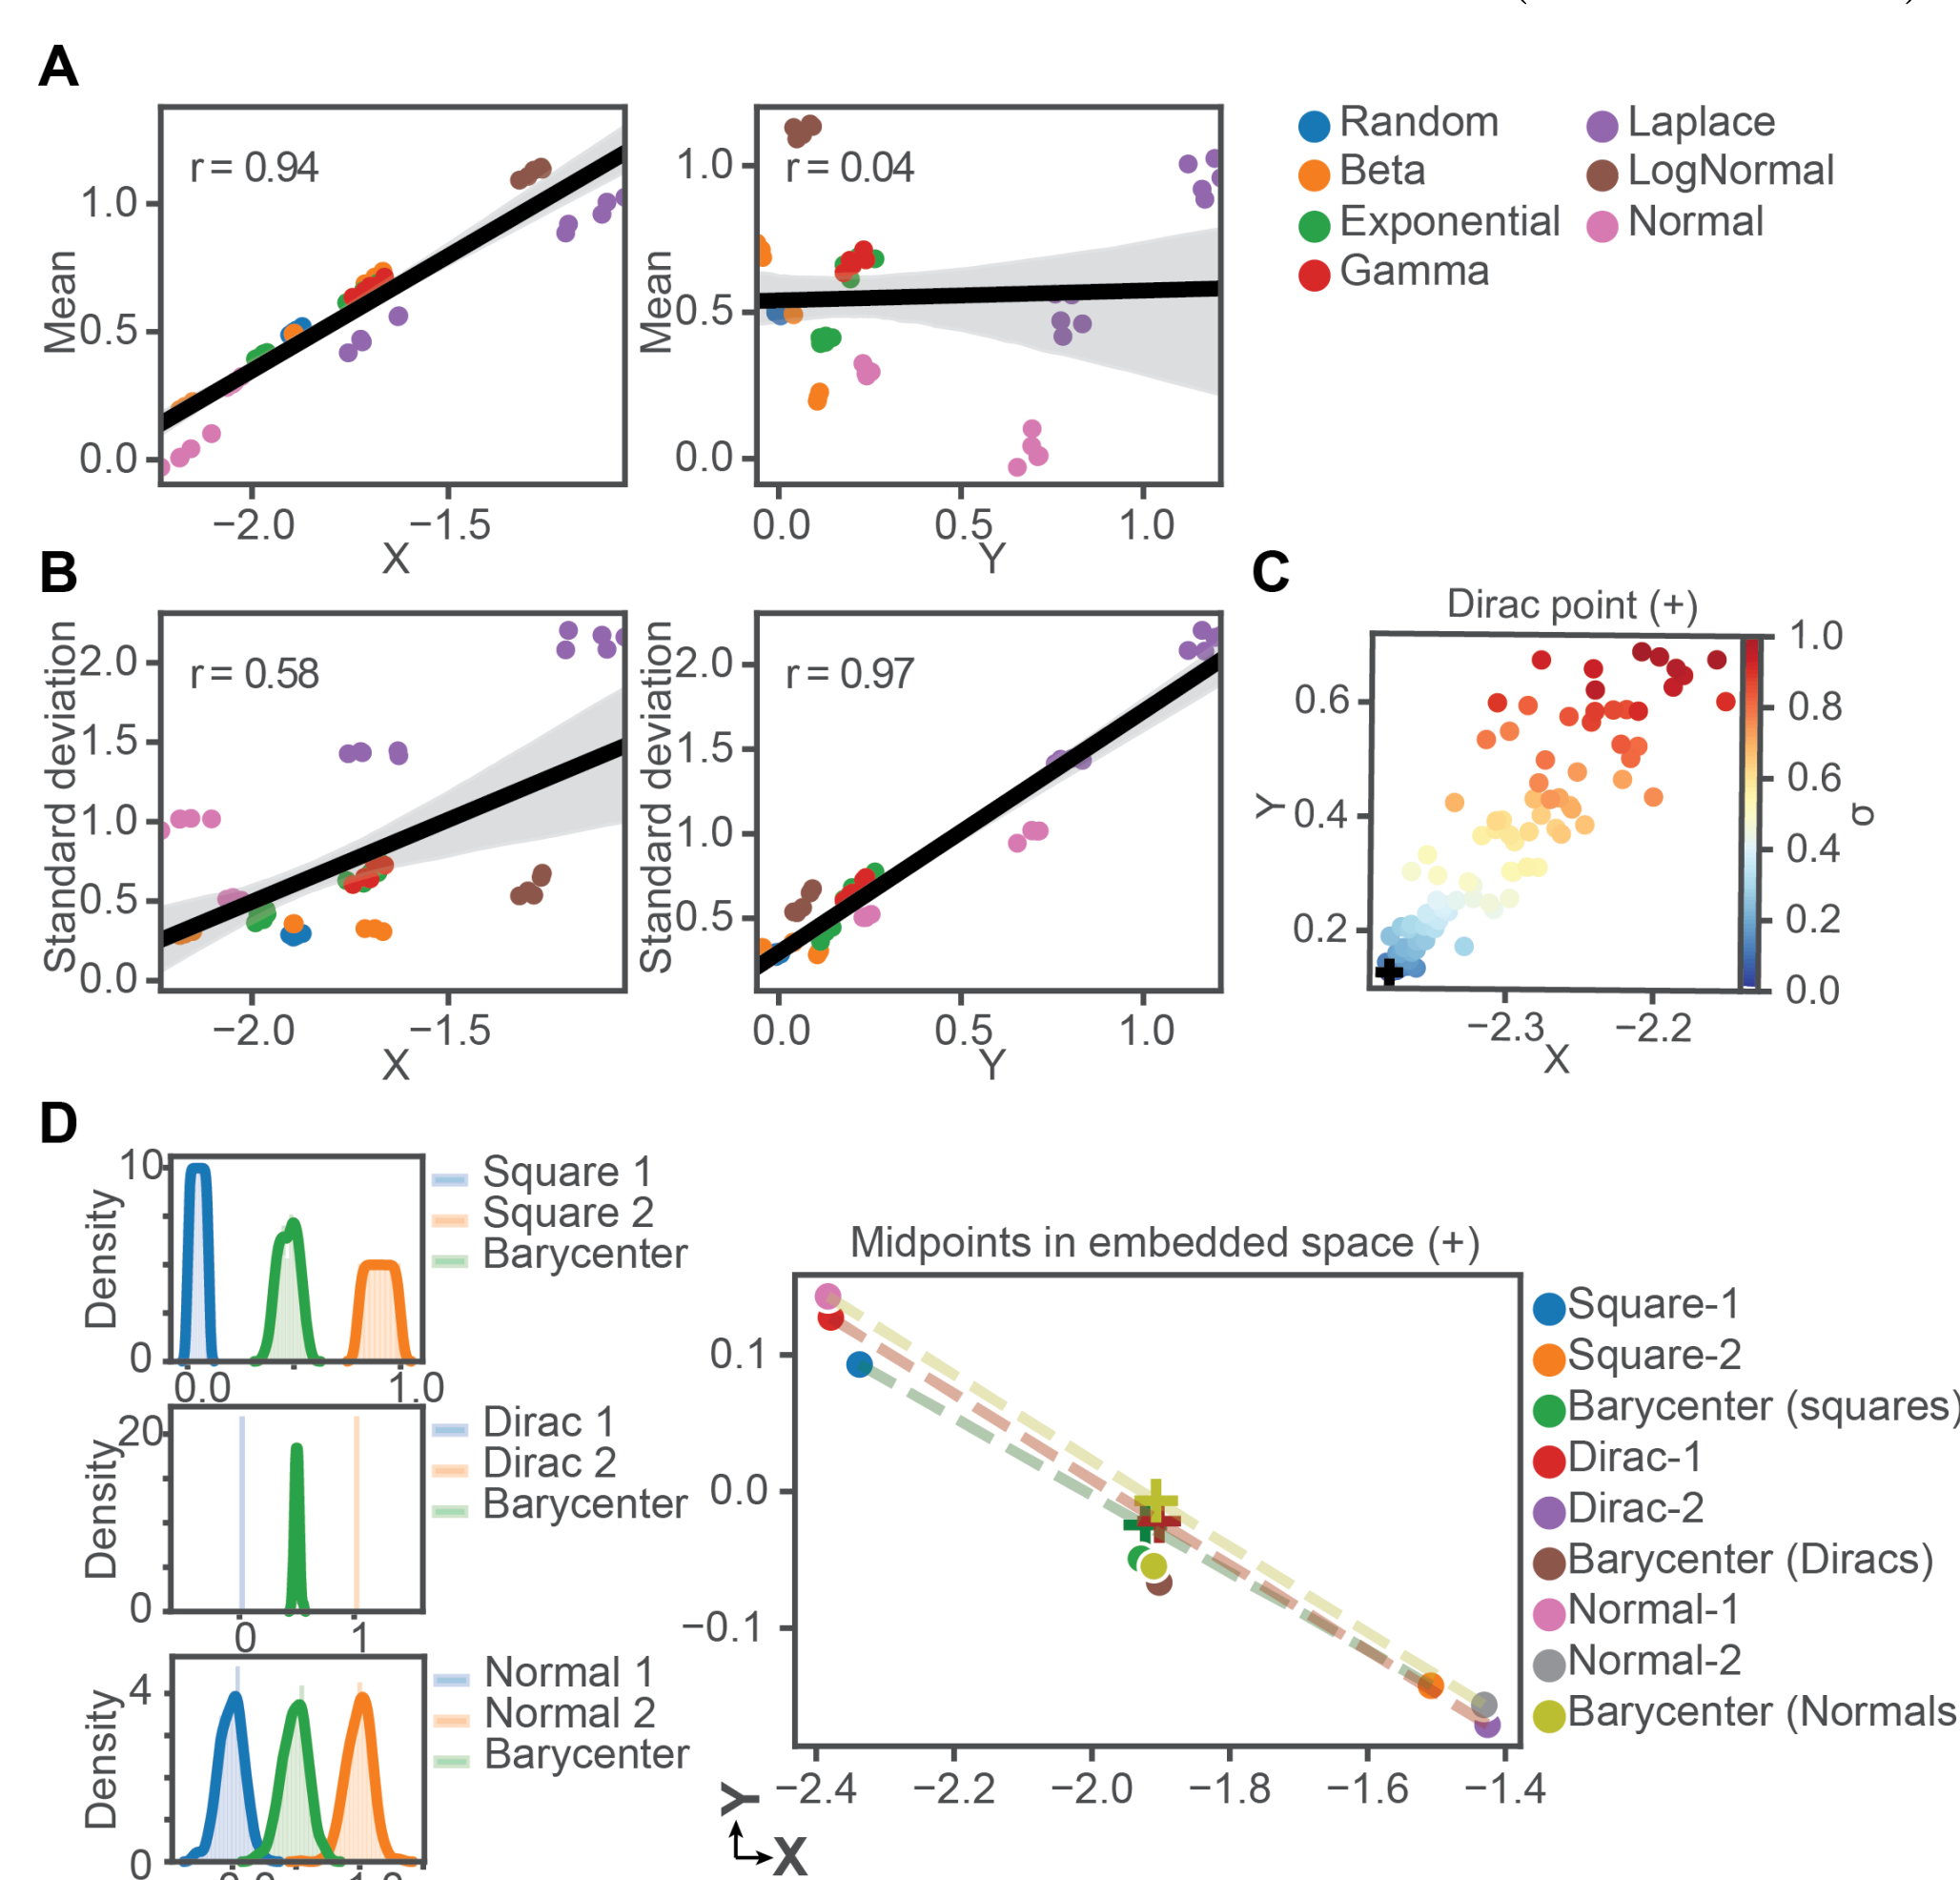 A
r = 0.94
Mean
1.0
0.5
0.0
−2.0
−1.5
X
r = 0.04
Mean
1.0
0.5
0.0
0.0
0.5
1.0
Y
Random
Beta
Exponential
Gamma
Laplace
LogNormal
Normal
B
r = 0.58
Standard deviation
2.0
1.5
1.0
0.5
0.0
−2.0
−1.5
X
r = 0.97
Standard deviation
2.0
1.5
1.0
0.5
0.0
0.5
1.0
Y
C
Dirac point (+)
Y
0.6
0.4
0.2
−2.3
−2.2
X
1.0
0.8
0.6
0.4
0.2
0.0
σ
D
Density
10
0
0.0
1.0
Square 1
Square 2
Barycenter
Density
20
0
0
1
Dirac 1
Dirac 2
Barycenter
Density
4
0
Normal 1
Normal 2
Barycenter
Midpoints in embedded space (+)
0.1
0.0
−0.1
−2.4
−2.2
−2.0
−1.8
−1.6
−1.4
Y
X
Square-1
Square-2
Barycenter (squares)
Dirac-1
Dirac-2
Barycenter (Diracs)
Normal-1
Normal-2
Barycenter (Normals